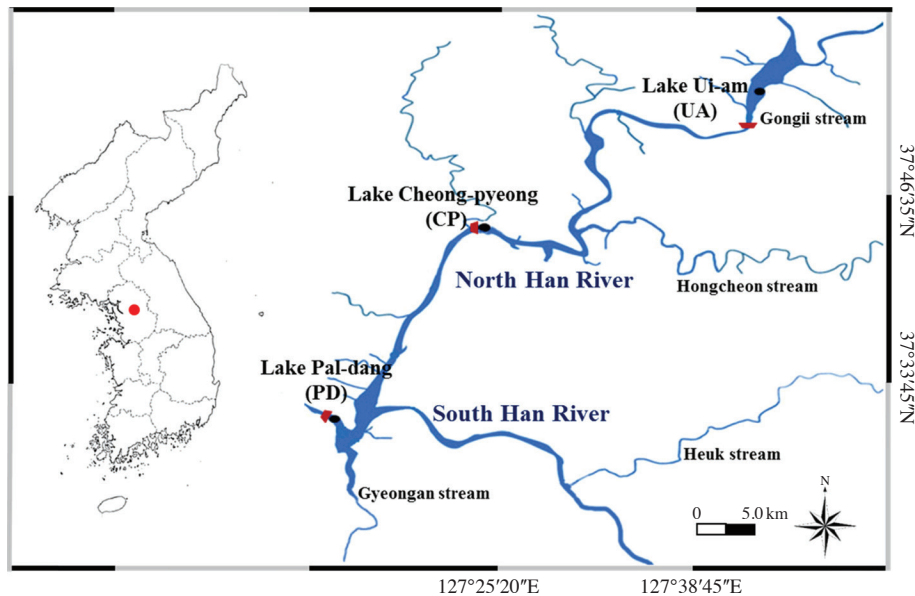 Lake Ui-am
(UA)
Gongii stream
Lake Cheong-pyeong
(CP)
North Han River
Hongcheon stream
Lake Pal-dang
(PD)
South Han River
Heuk stream
Gyeongan stream
N
0 5.0 km
37°46′35″N
37°33′45″N
127°25′20″E
127°38′45″E